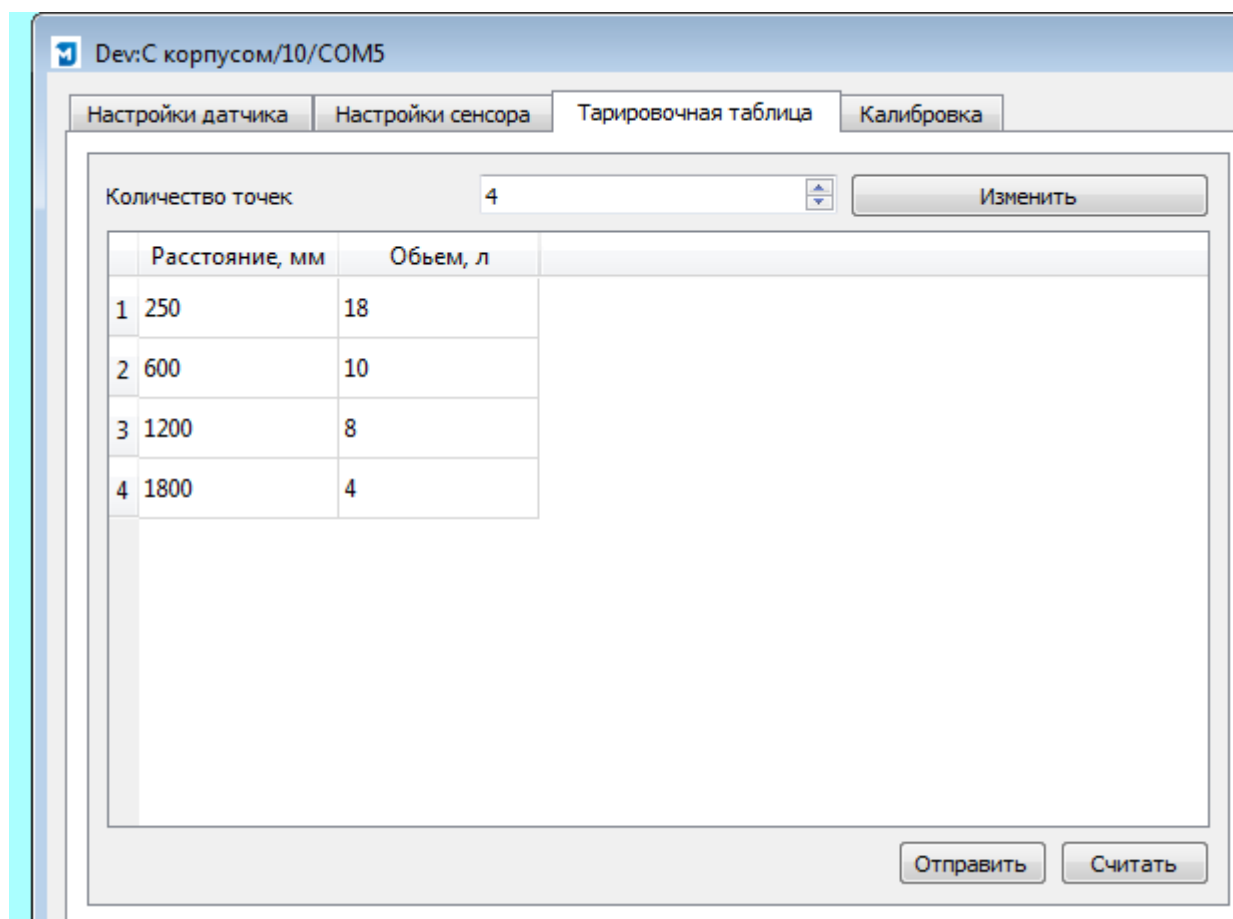 Dev:С корпусом/10/COM5
Настройки датчика Настройки сенсора Тарировочная таблица Калибровка
Количество точек 4 Изменить
Расстояние, мм Обьем, л
1 250 18
2 600 10
3 1200 8
4 1800 4
Отправить Считать